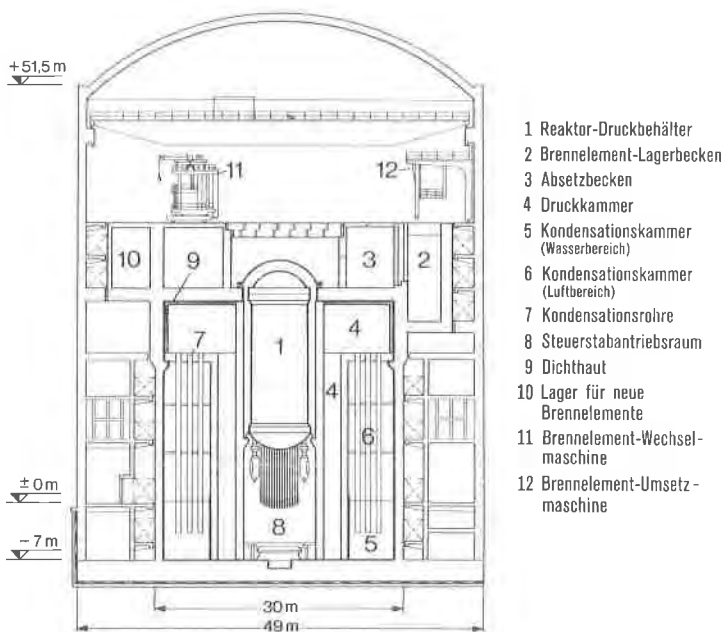 +51,5 m
11
12
10
9
3
2
7
1
4
4
6
8
5
± 0 m
− 7 m
30 m
49 m
1 Reaktor-Druckbehälter
2 Brennelement-Lagerbecken
3 Absetzbecken
4 Druckkammer
5 Kondensationskammer
(Wasserbereich)
6 Kondensationskammer
(Luftbereich)
7 Kondensationsrohre
8 Steuerstabantriebsraum
9 Dichthaut
10 Lager für neue
Brennelemente
11 Brennelement-Wechsel-
maschine
12 Brennelement-Umsetz-
maschine